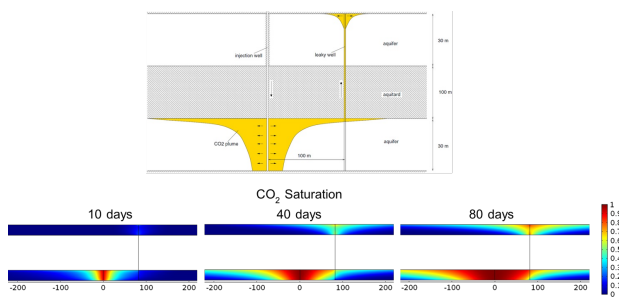 injection well
leaky well
aquifer
30 m
aquitard
100 m
CO2 plume
100 m
aquifer
30 m
CO2 Saturation
10 days
40 days
80 days
1
0.9
0.8
0.7
0.6
0.5
0.4
0.3
0.2
0.1
0
-200 -100 0 100 200
-200 -100 0 100 200
-200 -100 0 100 200